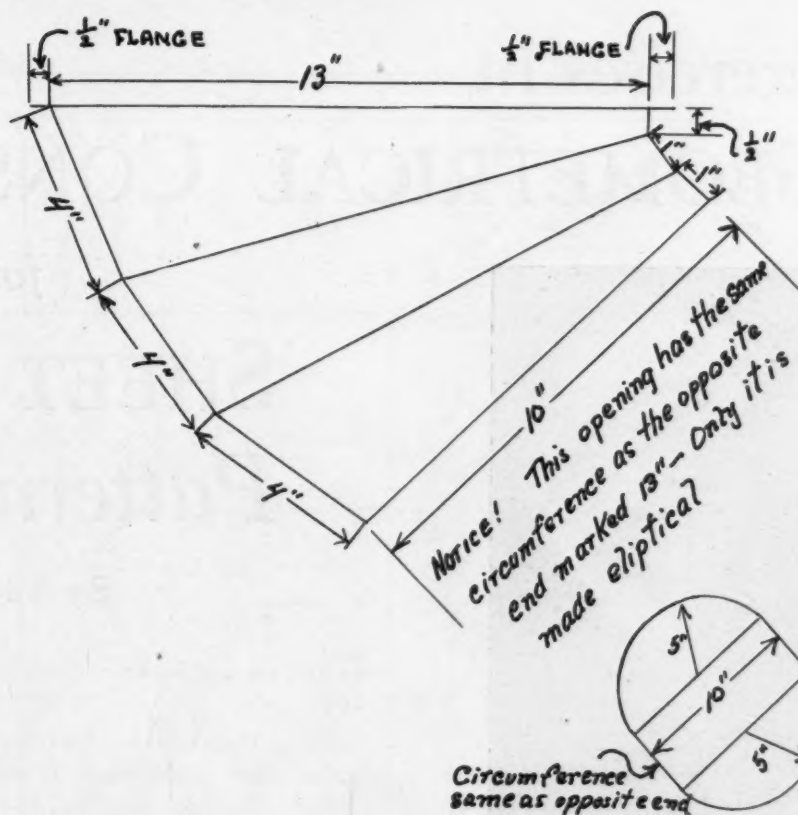 1/2" FLANGE
1/2" FLANGE
13"
1/2"
1"
1"
4"
4"
4"
10"
Notice! This opening has the same
circumference as the opposite
end marked 13" – Only it is
made eliptical
5"
10"
5"
Circumference
same as opposite end